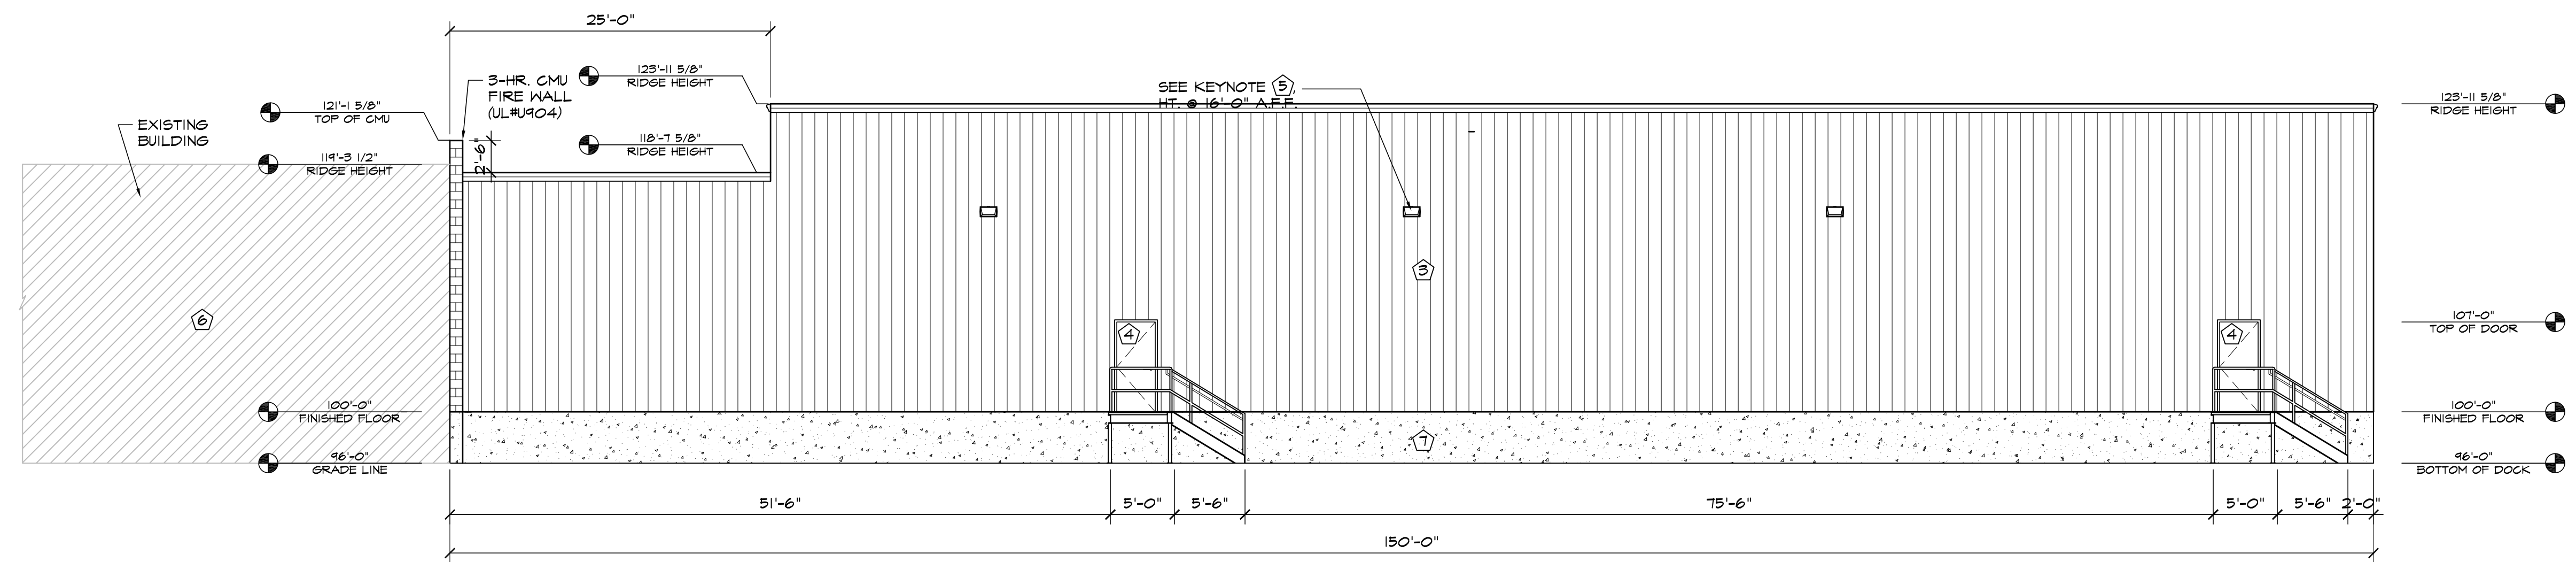 25'-0"
123'-11 5/8"
RIDGE HEIGHT
3-HR. CMU
FIRE WALL
(UL#U904)
SEE KEYNOTE 5,
HT. @ 16'-0" A.F.F.
123'-11 5/8"
RIDGE HEIGHT
121'-1 5/8"
TOP OF CMU
EXISTING
BUILDING
118'-7 5/8"
RIDGE HEIGHT
2'-6"
119'-3 1/2"
RIDGE HEIGHT
3
6
4
4
107'-0"
TOP OF DOOR
100'-0"
FINISHED FLOOR
100'-0"
FINISHED FLOOR
7
96'-0"
GRADE LINE
96'-0"
BOTTOM OF DOCK
51'-6"
5'-0"
5'-6"
75'-6"
5'-0"
5'-6"
2'-0"
150'-0"